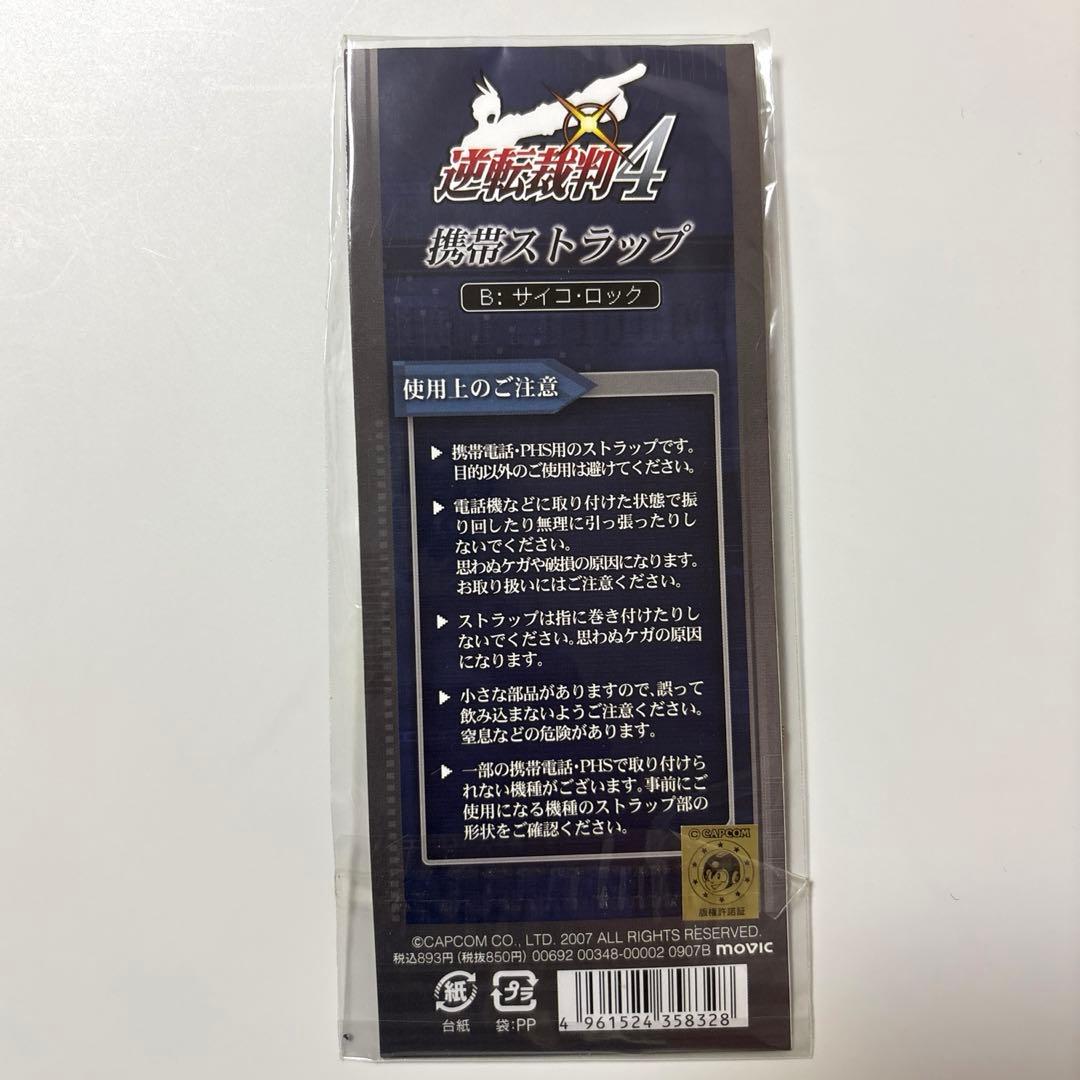 逆転裁判4
携帯ストラップ
B: サイコ・ロック
使用上のご注意
携帯電話・PHS用のストラップです。
目的以外のご使用は避けてください。
電話機などに取り付けた状態で振
り回したり無理に引っ張ったりし
ないでください。
思わぬケガや破損の原因になります。
お取り扱いにはご注意ください。
ストラップは指に巻き付けたりし
ないでください。思わぬケガの原因
になります。
小さな部品がありますので、誤って
飲み込まないようご注意ください。
窒息などの危険があります。
一部の携帯電話・PHSで取り付けら
れない機種がございます。事前にご
使用になる機種のストラップ部の
形状をご確認ください。
© CAPCOM
版権許諾証
©CAPCOM CO., LTD. 2007 ALL RIGHTS RESERVED.
税込893円 (税抜850円) 00692 00348-00002 0907B movic
紙 プラ
台紙 袋:PP
4 961524 358328